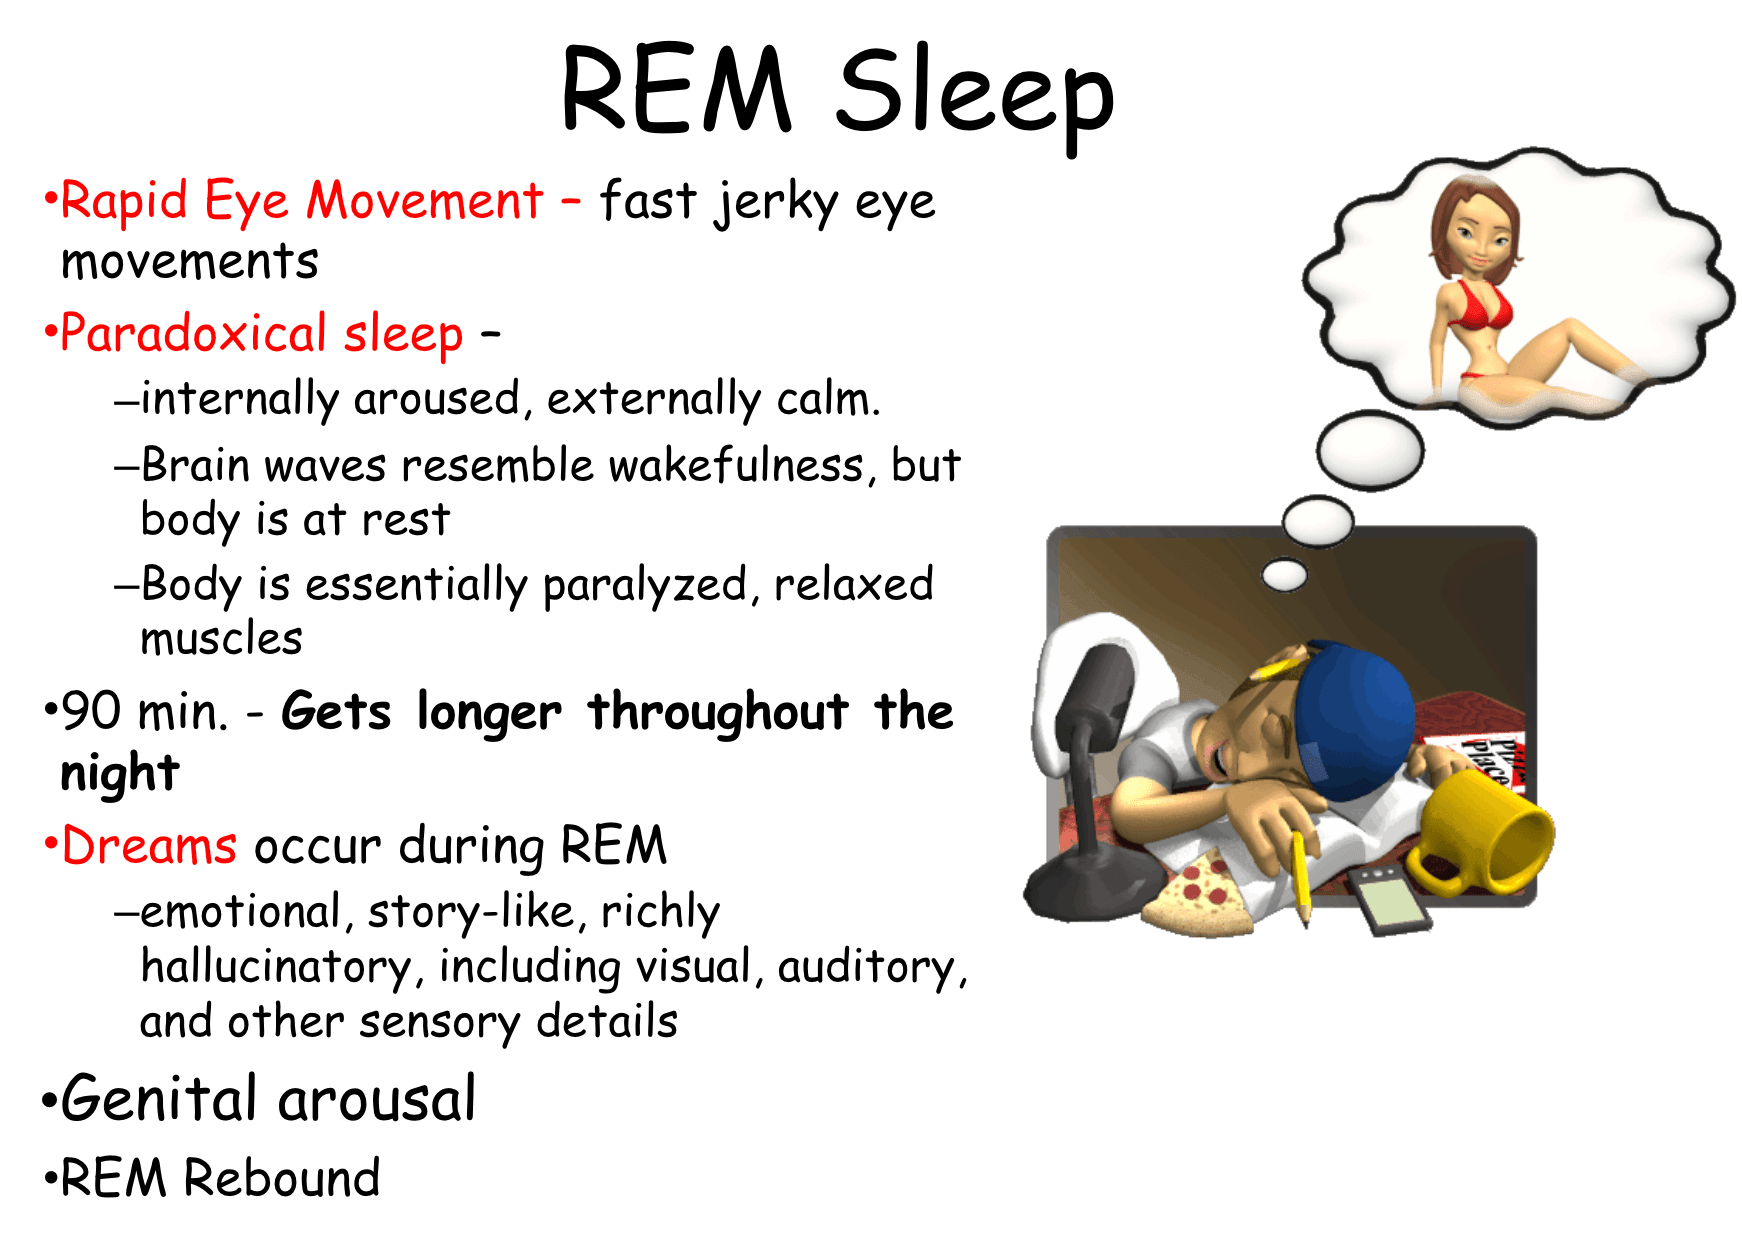 REM Sleep
•Rapid Eye Movement – fast jerky eye
movements
•Paradoxical sleep –
–internally aroused, externally calm.
–Brain waves resemble wakefulness, but
body is at rest
–Body is essentially paralyzed, relaxed
muscles
•90 min. - Gets longer throughout the
night
•Dreams occur during REM
–emotional, story-like, richly
hallucinatory, including visual, auditory,
and other sensory details
•Genital arousal
•REM Rebound
Place